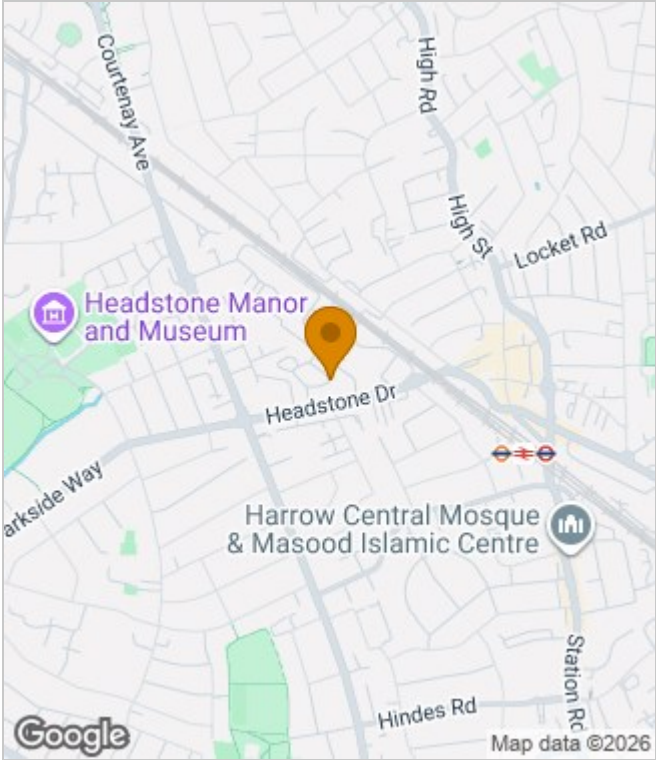 Courtenay Ave
High Rd
High St
Locket Rd
Headstone Manor
and Museum
Headstone Dr
arkside Way
Harrow Central Mosque
& Masood Islamic Centre
Station Rd
Hindes Rd
Google
Map data ©2026